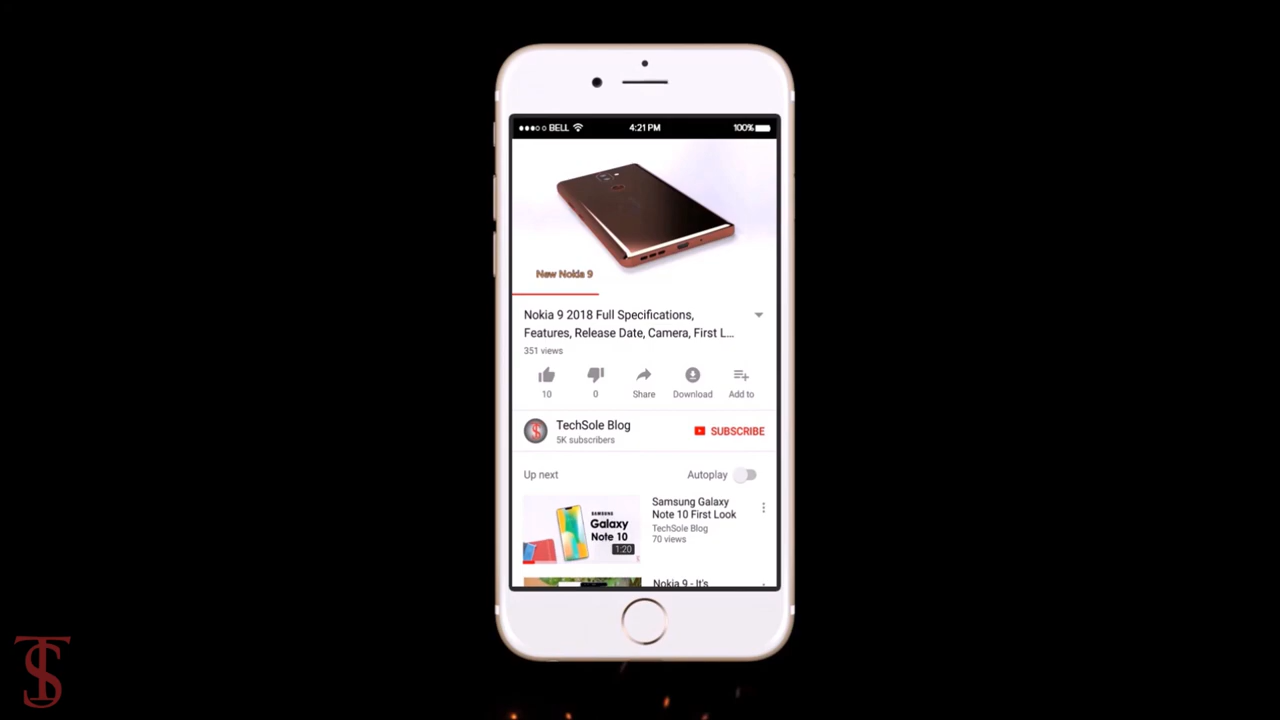 BELL
4:21 PM
100%
New Nokia 9
Nokia 9 2018 Full Specifications,
Features, Release Date, Camera, First L...
351 views
10
0
Share
Download
Add to
TechSole Blog
5K subscribers
SUBSCRIBE
Up next
Autoplay
SAMSUNG
Galaxy
Note 10
1:20
Samsung Galaxy
Note 10 First Look
TechSole Blog
70 views
Nokia 9 - It's
TS